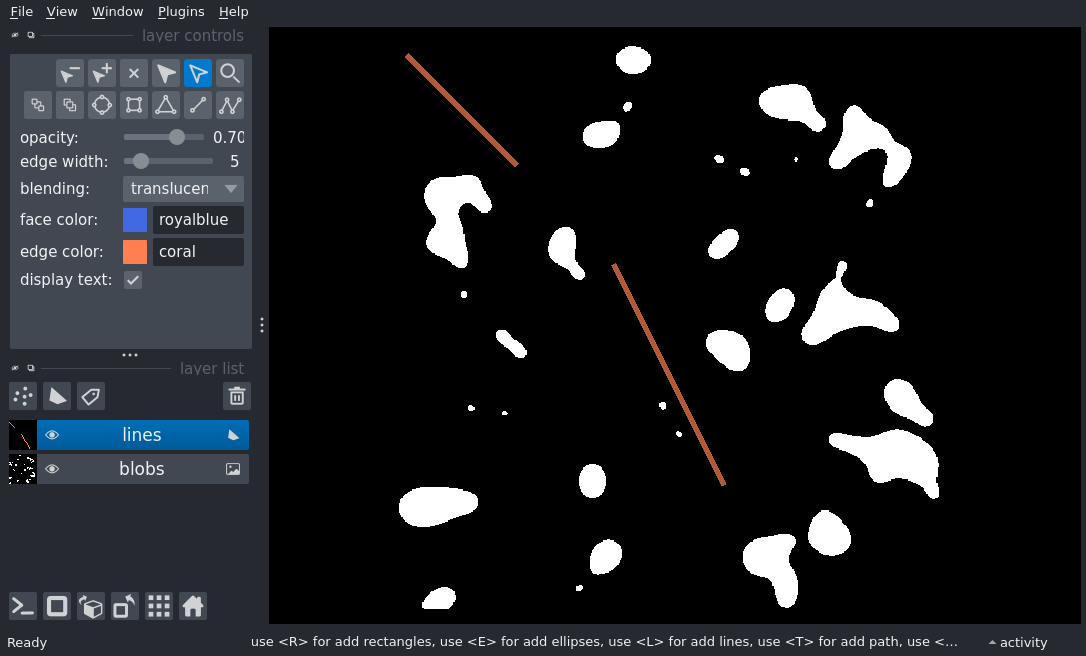 File View Window Plugins Help
layer controls
opacity: 0.70
edge width: 5
blending: translucen
face color: royalblue
edge color: coral
display text:
layer list
lines
blobs
Ready use <R> for add rectangles, use <E> for add ellipses, use <L> for add lines, use <T> for add path, use <... activity